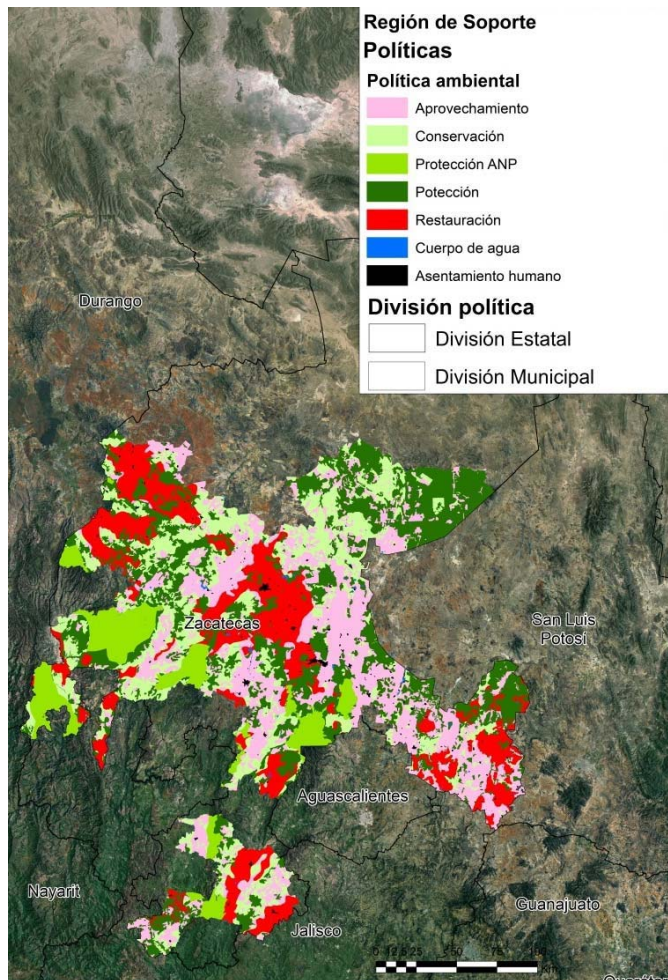 Región de Soporte
Políticas
Política ambiental
Aprovechamiento
Conservación
Protección ANP
Potección
Restauración
Cuerpo de agua
Asentamiento humano
División política
División Estatal
División Municipal
Durango
Zacatecas
San Luis
Potosí
Aguascalientes
Nayarit
Guanajuato
Jalisco